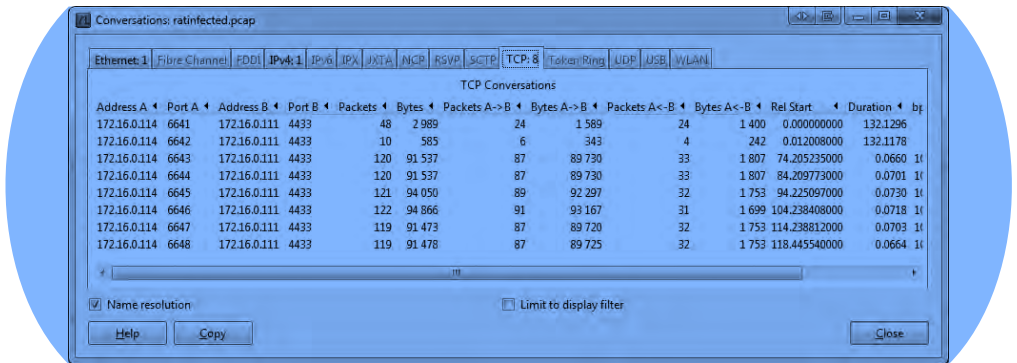 Conversations: ratinfected.pcap
Ethernet: 1 Fibre Channel FDDI IPv4: 1 IPv6 IPX JXTA NCP RSVP SCTP TCP: 8 Token Ring UDP USB WLAN
TCP Conversations
Address A Port A Address B Port B Packets Bytes Packets A->B Bytes A->B Packets A<-B Bytes A<-B Rel Start Duration bp
172.16.0.114 6641 172.16.0.111 4433 48 2 989 24 1 589 24 1 400 0.000000000 132.1296
172.16.0.114 6642 172.16.0.111 4433 10 585 6 343 4 242 0.012008000 132.1178
172.16.0.114 6643 172.16.0.111 4433 120 91 537 87 89 730 33 1 807 74.205235000 0.0660 10
172.16.0.114 6644 172.16.0.111 4433 120 91 537 87 89 730 33 1 807 84.209773000 0.0701 10
172.16.0.114 6645 172.16.0.111 4433 121 94 050 89 92 297 32 1 753 94.225097000 0.0730 10
172.16.0.114 6646 172.16.0.111 4433 122 94 866 91 93 167 31 1 699 104.238408000 0.0718 10
172.16.0.114 6647 172.16.0.111 4433 119 91 473 87 89 720 32 1 753 114.238812000 0.0703 10
172.16.0.114 6648 172.16.0.111 4433 119 91 478 87 89 725 32 1 753 118.445540000 0.0664 10
Name resolution Limit to display filter
Help Copy Close